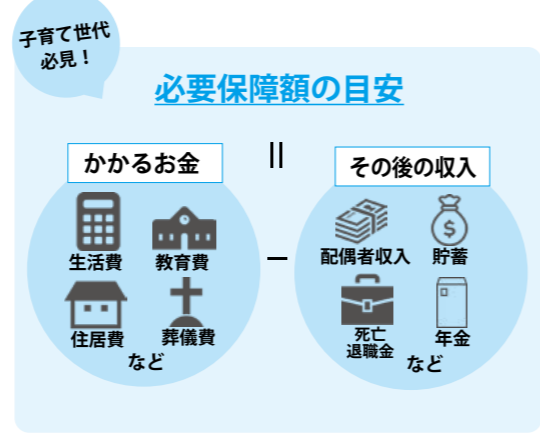 子育て世代
必見！
必要保障額の目安
||
かかるお金
その後の収入
生活費
教育費
住居費
葬儀費
など
−
配偶者収入
貯蓄
$
死亡
退職金
年金
など